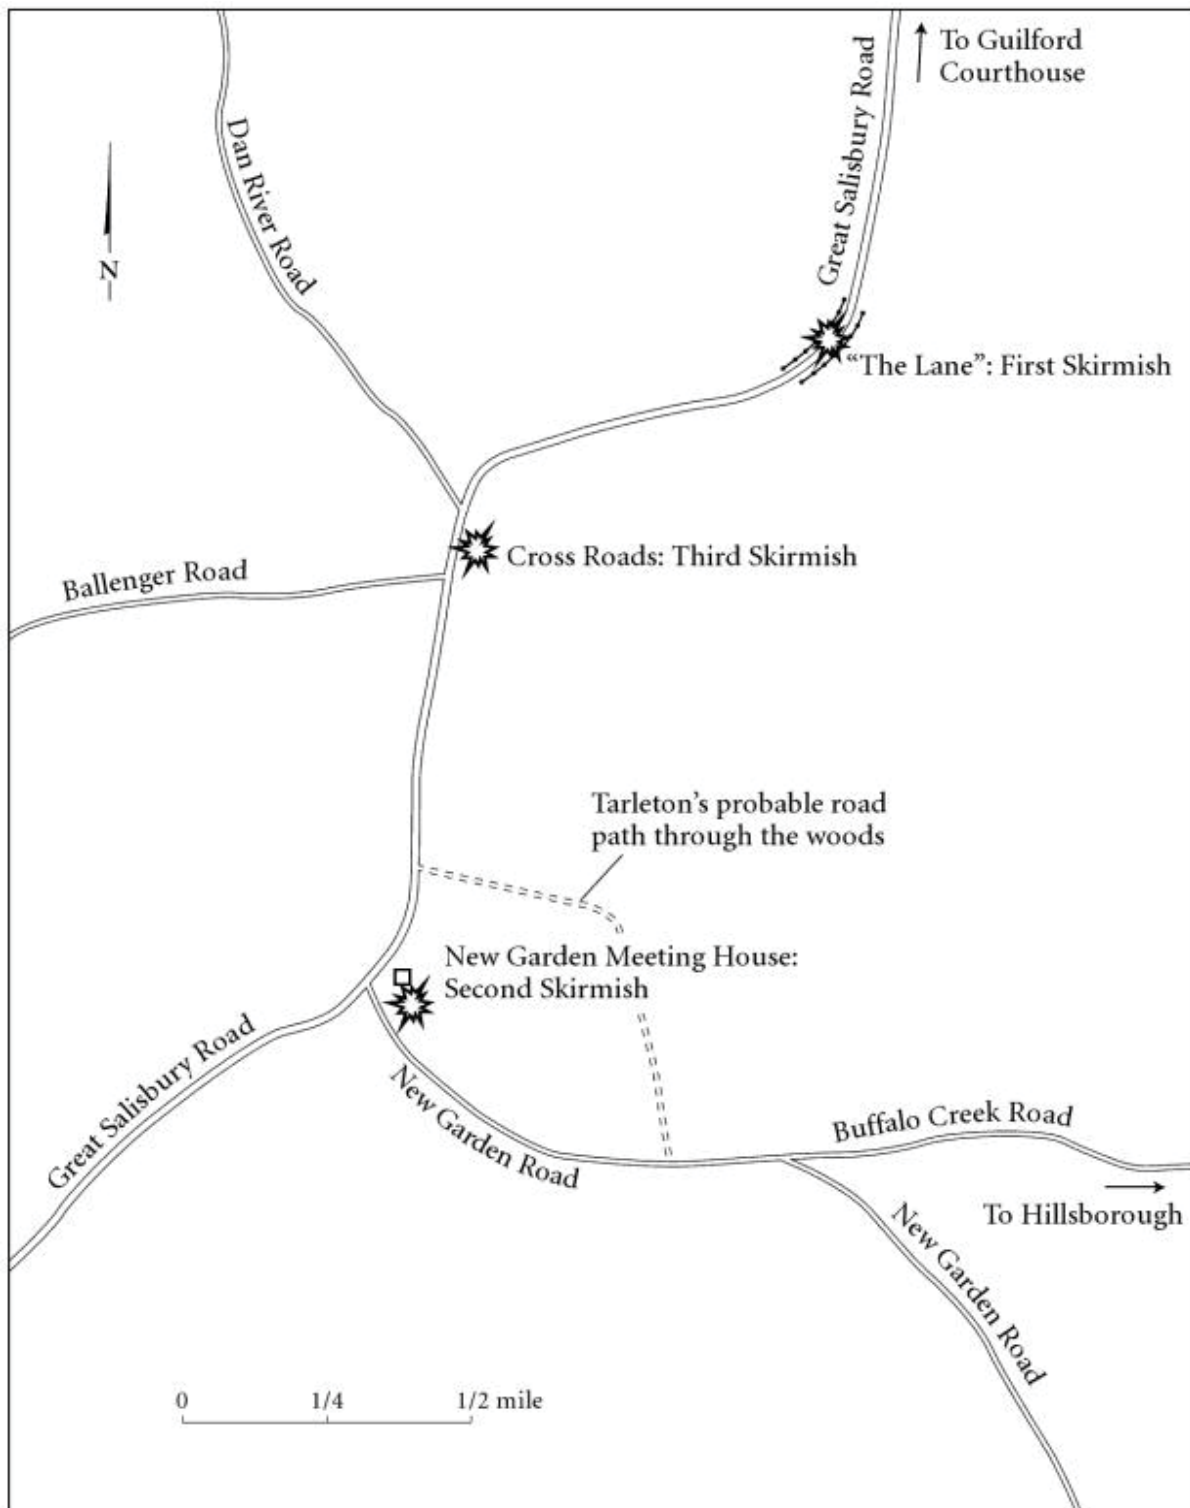 To Guilford
Courthouse
Great Salisbury Road
Dan River Road
N
“The Lane”: First Skirmish
Cross Roads: Third Skirmish
Ballenger Road
Tarleton’s probable road
path through the woods
New Garden Meeting House:
Second Skirmish
Great Salisbury Road
New Garden Road
Buffalo Creek Road
To Hillsborough
New Garden Road
0 1/4 1/2 mile